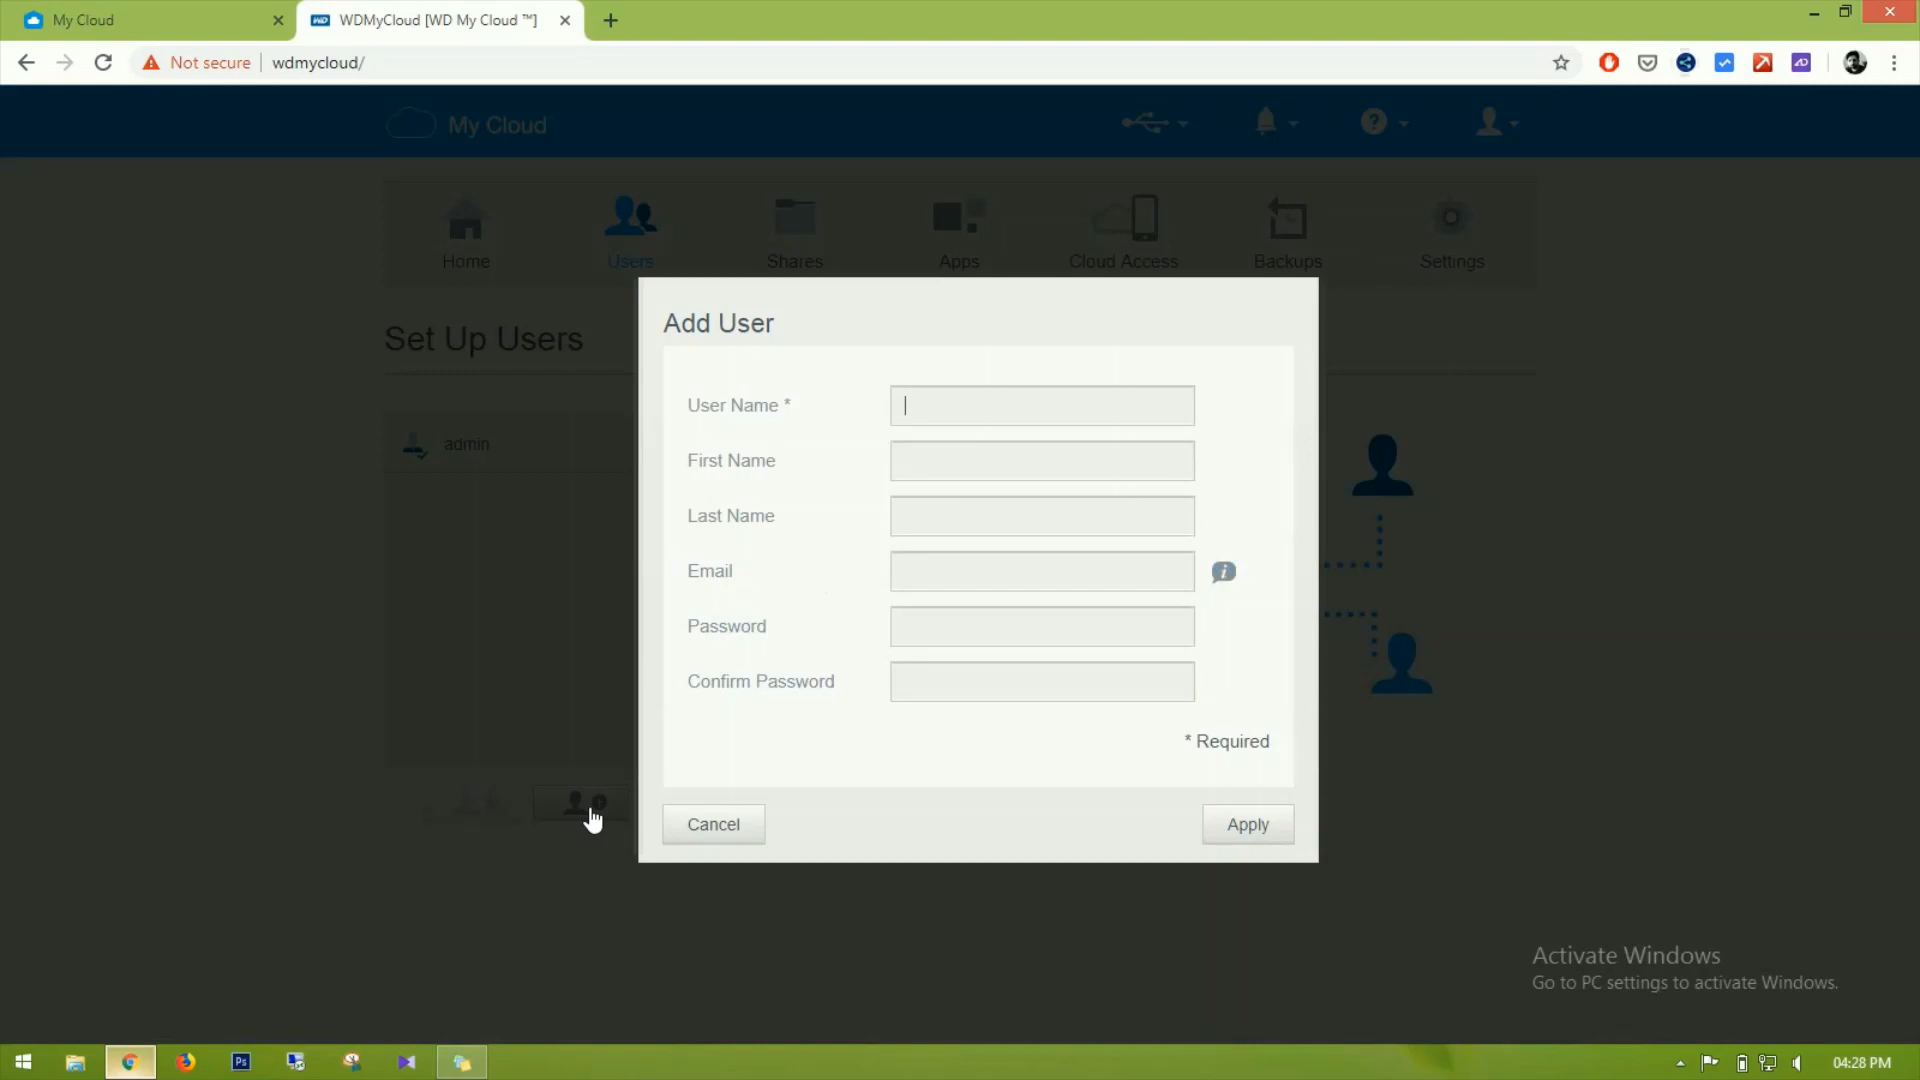 My Cloud
WDMyCloud [WD My Cloud ™]
Not secure
wdmycloud/
My Cloud
Home
Users
Shares
Apps
Cloud Access
Backups
Settings
Set Up Users
admin
Add User
User Name *
First Name
Last Name
Email
Password
Confirm Password
* Required
Cancel
Apply
Activate Windows
Go to PC settings to activate Windows.
Ps
04:28 PM